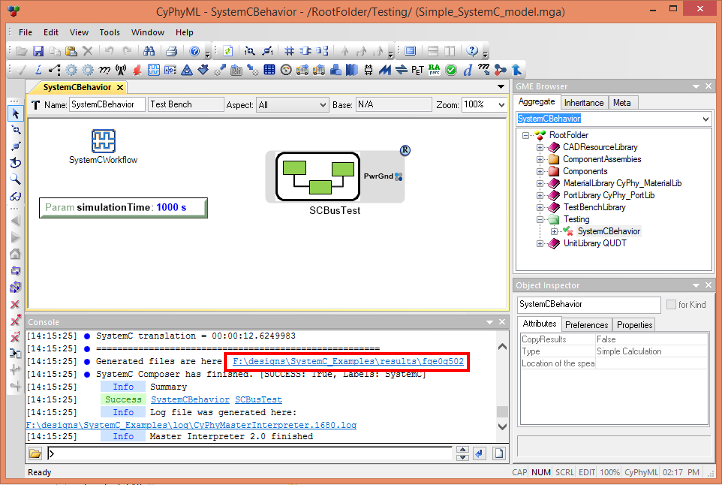 CyPhyML - SystemCBehavior - /RootFolder/Testing/ (Simple_SystemC_model.mga)
File Edit View Tools Window Help
SystemCBehavior
Name: SystemCBehavior Test Bench Aspect: All Base: N/A Zoom: 100%
SystemCWorkflow
Param simulationTime: 1000 s
R
PwrGnd
SCBusTest
GME Browser
Aggregate Inheritance Meta
SystemCBehavior
RootFolder
CADResourceLibrary
ComponentAssemblies
Components
MaterialLibrary CyPhy_MaterialLib
PortLibrary CyPhy_PortLib
TestBenchLibrary
Testing
SystemCBehavior
UnitLibrary QUDT
Object Inspector
SystemCBehavior for Kind
Attributes Preferences Properties
CopyResults False
Type Simple Calculation
Location of the spea
Console
[14:15:25] SystemC translation = 00:00:12.6249983
[14:15:25] ==================================================
[14:15:25] Generated files are here F:\designs\SystemC_Examples\results\fqe0q502
[14:15:25] SystemC Composer has finished. [SUCCESS: True, Labels: SystemC]
[14:15:25] Info Summary
[14:15:25] Success SystemCBehavior SCBusTest
[14:15:25] Info Log file was generated here:
F:\designs\SystemC_Examples\log\CyPhyMasterInterpreter.1680.log
[14:15:25] Info Master Interpreter 2.0 finished
Ready
CAP NUM SCRL EDIT 100% CyPhyML 02:17 PM